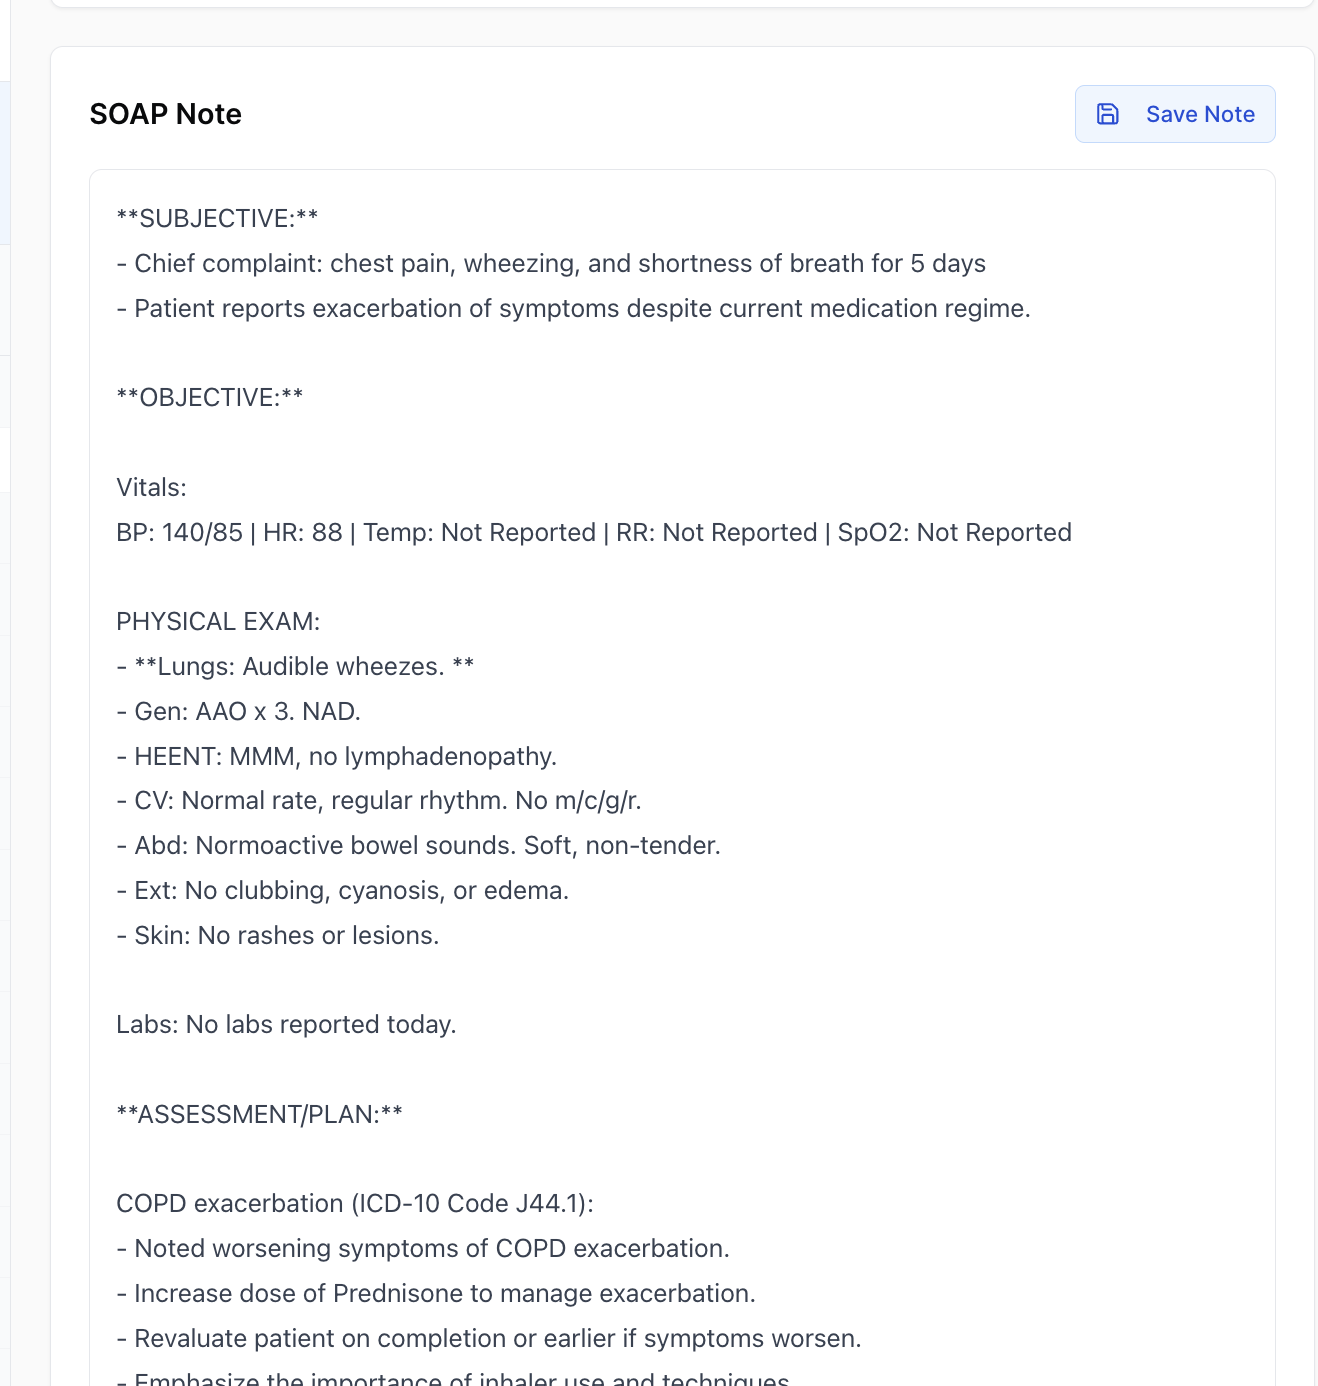 SOAP Note
Save Note
**SUBJECTIVE:**
- Chief complaint: chest pain, wheezing, and shortness of breath for 5 days
- Patient reports exacerbation of symptoms despite current medication regime.
**OBJECTIVE:**
Vitals:
BP: 140/85 | HR: 88 | Temp: Not Reported | RR: Not Reported | SpO2: Not Reported
PHYSICAL EXAM:
- **Lungs: Audible wheezes. **
- Gen: AAO x 3. NAD.
- HEENT: MMM, no lymphadenopathy.
- CV: Normal rate, regular rhythm. No m/c/g/r.
- Abd: Normoactive bowel sounds. Soft, non-tender.
- Ext: No clubbing, cyanosis, or edema.
- Skin: No rashes or lesions.
Labs: No labs reported today.
**ASSESSMENT/PLAN:**
COPD exacerbation (ICD-10 Code J44.1):
- Noted worsening symptoms of COPD exacerbation.
- Increase dose of Prednisone to manage exacerbation.
- Revaluate patient on completion or earlier if symptoms worsen.
- Emphasize the importance of inhaler use and techniques